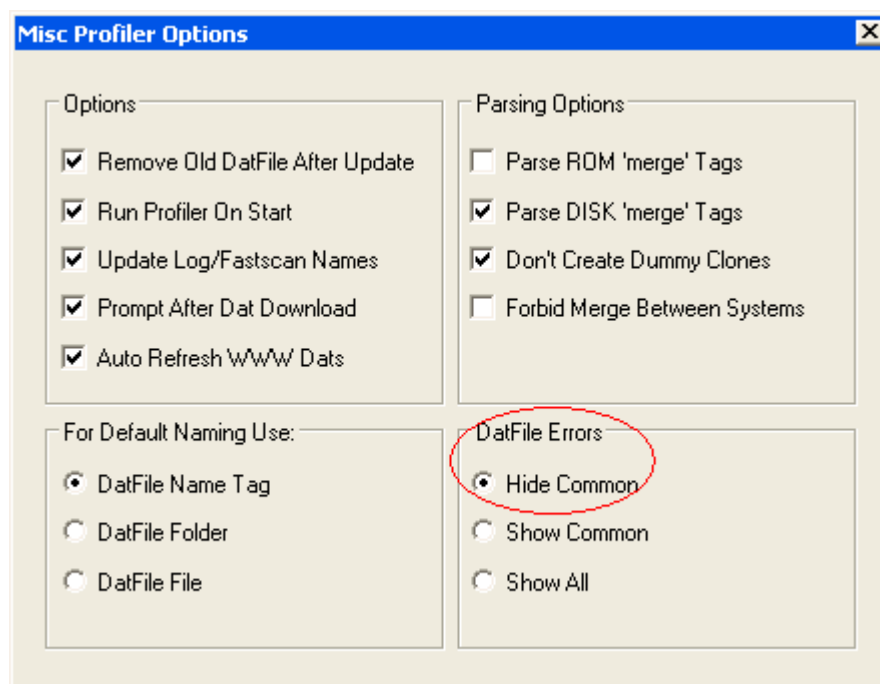 Misc Profiler Options
Options
Remove Old DatFile After Update
Run Profiler On Start
Update Log/Fastscan Names
Prompt After Dat Download
Auto Refresh WWW Dats
Parsing Options
Parse ROM 'merge' Tags
Parse DISK 'merge' Tags
Don't Create Dummy Clones
Forbid Merge Between Systems
For Default Naming Use:
DatFile Name Tag
DatFile Folder
DatFile File
DatFile Errors
Hide Common
Show Common
Show All